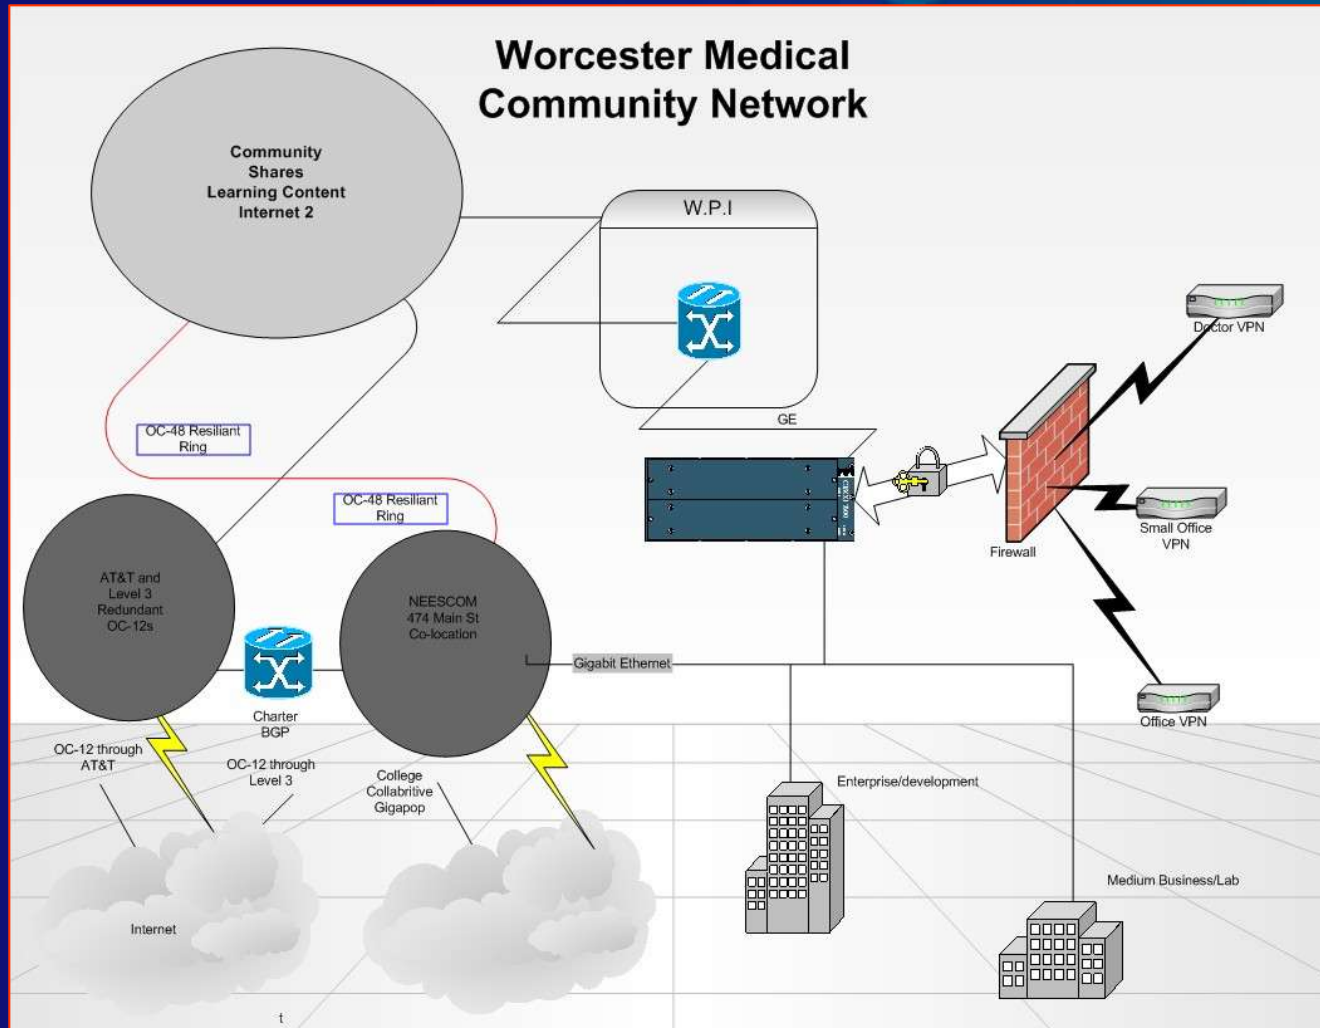 Worcester Medical
Community Network
Community
Shares
Learning Content
Internet 2
W.P.I
Doctor VPN
GE
OC-48 Resiliant
Ring
OC-48 Resiliant
Ring
Small Office
VPN
Firewall
AT&T and
Level 3
Redundant
OC-12s
NEESCOM
474 Main St
Co-location
Gigabit Ethernet
Office VPN
Charter
BGP
OC-12 through
AT&T
OC-12 through
Level 3
College
Collabritive
Gigapop
Enterprise/development
Medium Business/Lab
Internet
t